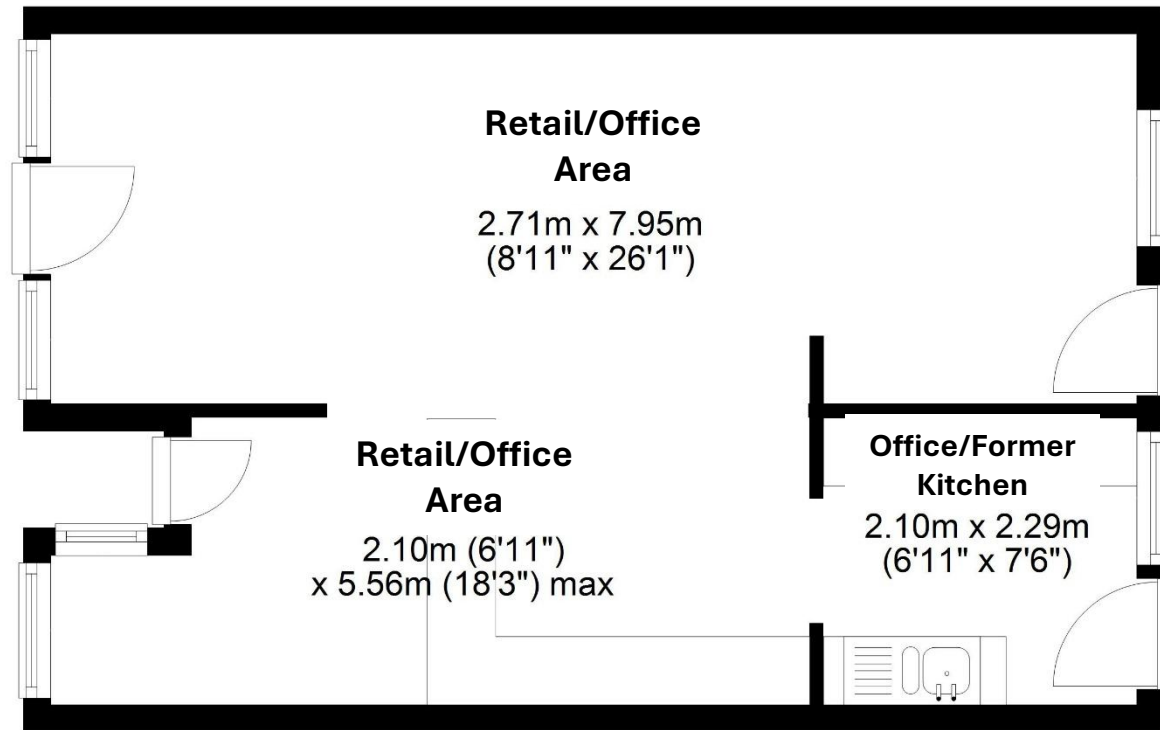 Retail/Office
Area
2.71m x 7.95m
(8'11" x 26'1")
Retail/Office
Area
2.10m (6'11")
x 5.56m (18'3") max
Office/Former
Kitchen
2.10m x 2.29m
(6'11" x 7'6")